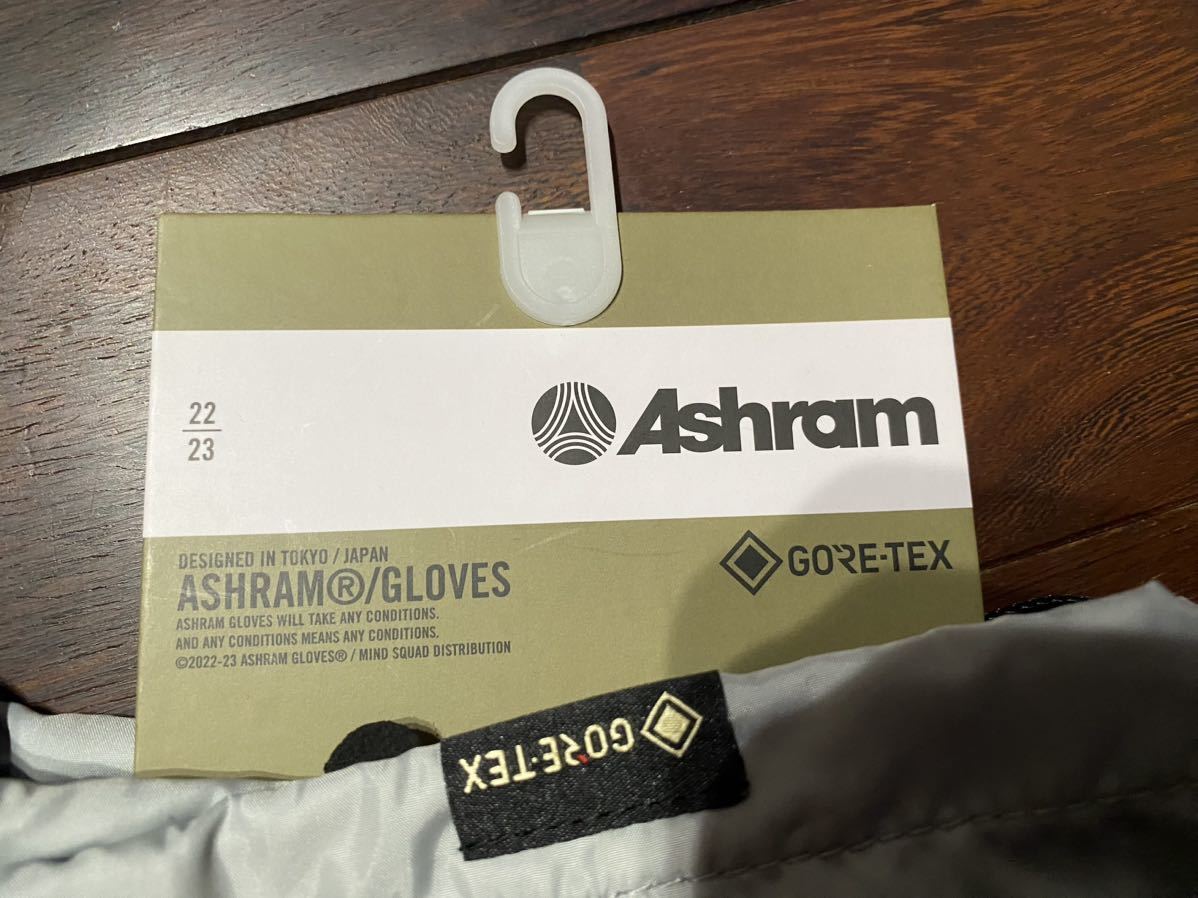 22
23
Ashram
DESIGNED IN TOKYO / JAPAN
ASHRAM®/GLOVES
ASHRAM GLOVES WILL TAKE ANY CONDITIONS.
AND ANY CONDITIONS MEANS ANY CONDITIONS.
©2022-23 ASHRAM GLOVES® / MIND SQUAD DISTRIBUTION
GORE-TEX
GORE-TEX